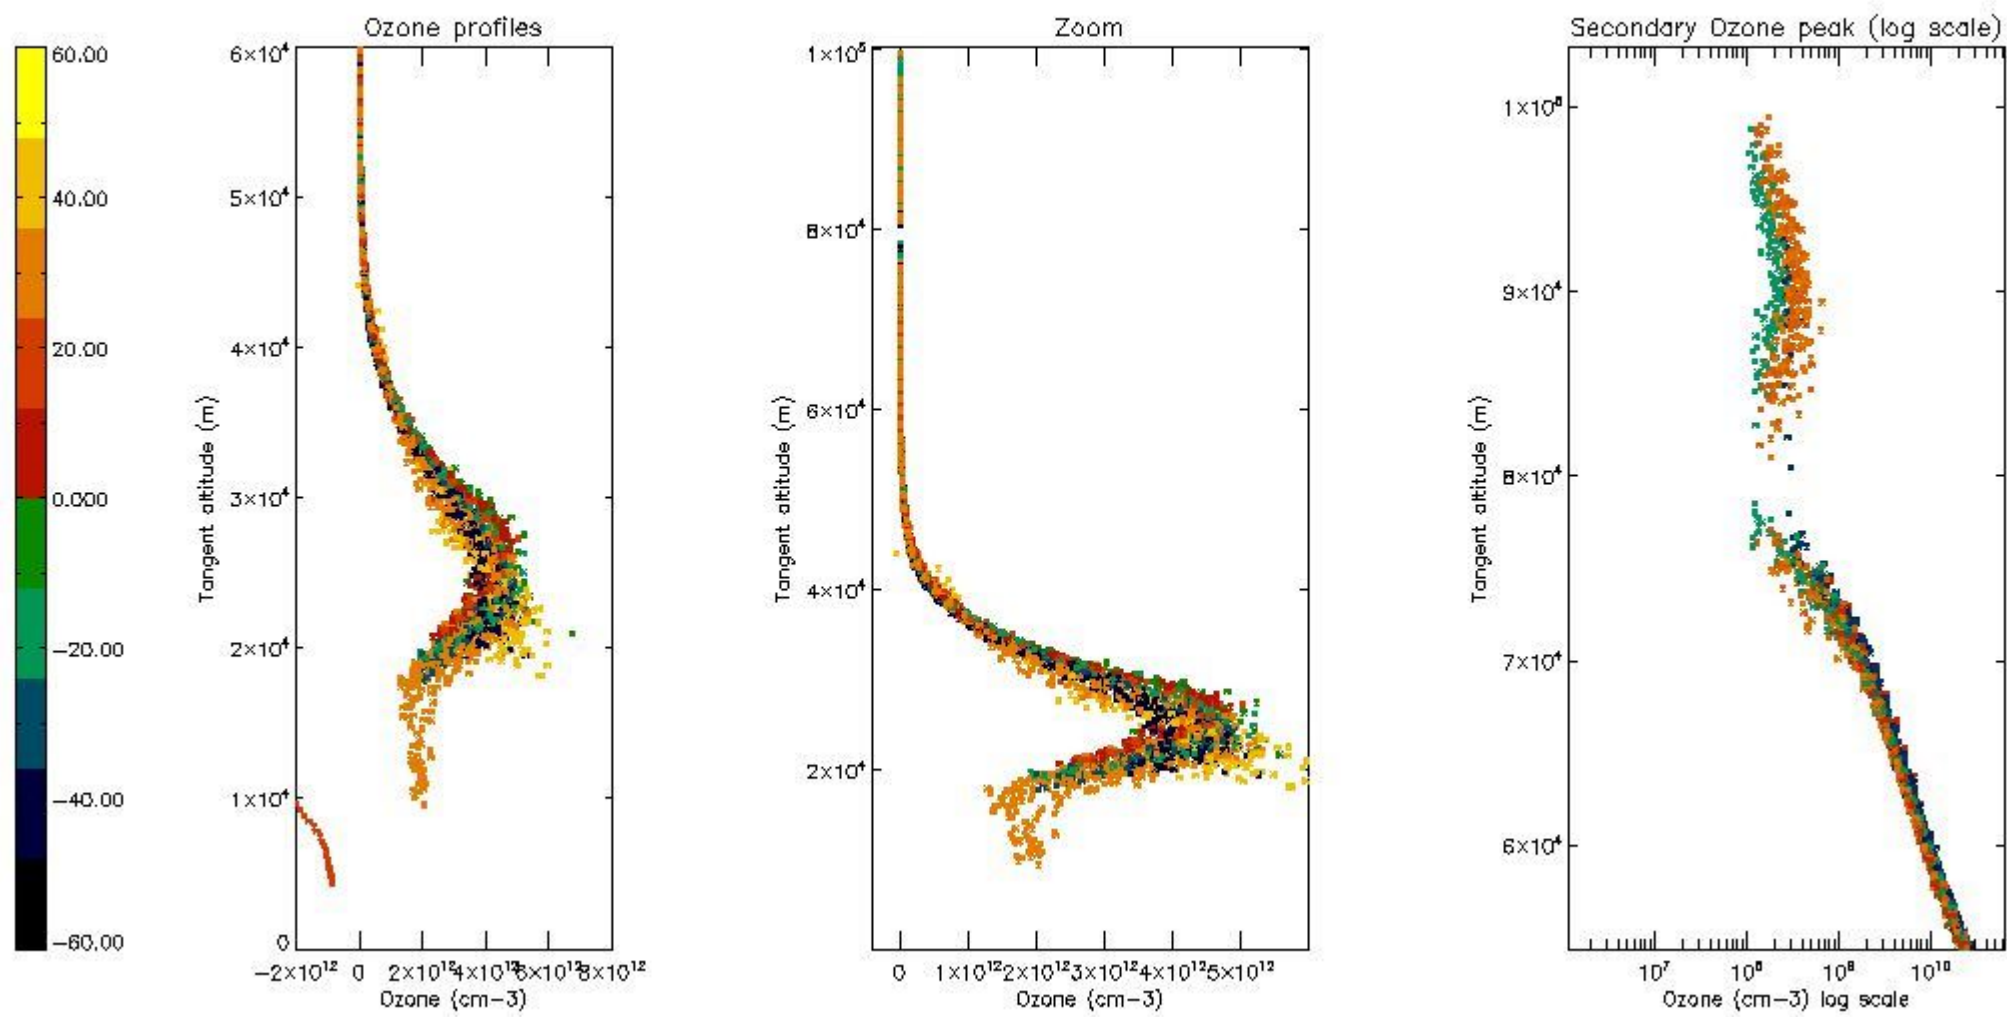 Ozone profiles
Zoom
Secondary Ozone peak (log scale)
60.00
40.00
20.00
0.000
−20.00
−40.00
−60.00
6×10⁴
5×10⁴
4×10⁴
3×10⁴
2×10⁴
1×10⁴
0
Tangent altitude (m)
−2×10¹² 0 2×10¹² 4×10¹² 6×10¹² 8×10¹²
Ozone (cm−3)
1×10⁵
8×10⁴
6×10⁴
4×10⁴
2×10⁴
Tangent altitude (m)
0 1×10¹² 2×10¹² 3×10¹² 4×10¹² 5×10¹²
Ozone (cm−3)
1×10⁵
9×10⁴
8×10⁴
7×10⁴
6×10⁴
Tangent altitude (m)
10⁷ 10⁸ 10⁹ 10¹⁰
Ozone (cm−3) log scale